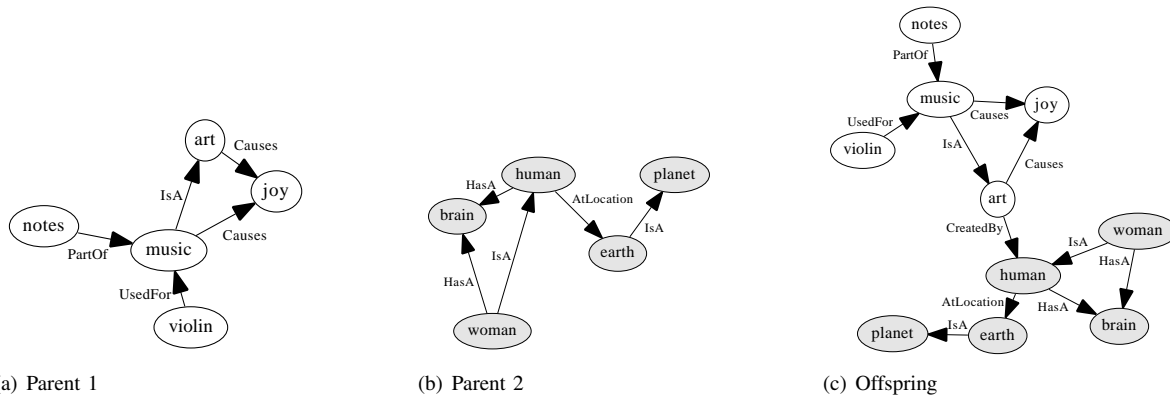 art
Causes
joy
IsA
notes
music
Causes
PartOf
UsedFor
violin
a) Parent 1
human
planet
HasA
AtLocation
brain
IsA
earth
IsA
HasA
woman
(b) Parent 2
notes
PartOf
music
joy
Causes
UsedFor
IsA
violin
Causes
art
CreatedBy
woman
IsA
HasA
human
AtLocation
HasA
planet
IsA
earth
brain
(c) Offspring